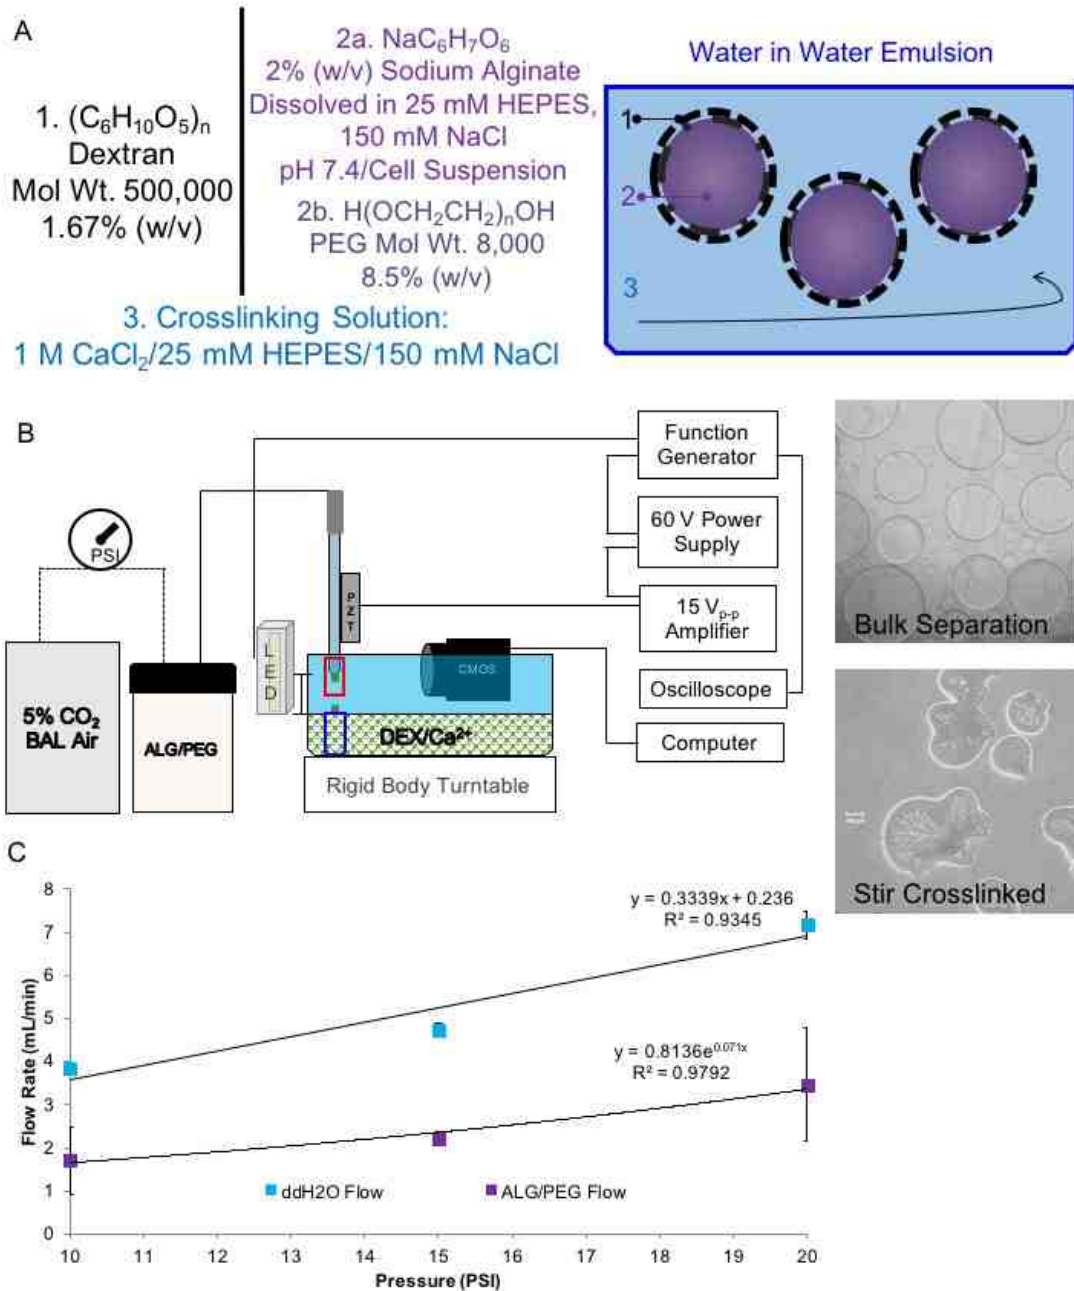 A
1. (C₆H₁₀O₅)ₙ
Dextran
Mol Wt. 500,000
1.67% (w/v)
2a. NaC₆H₇O₆
2% (w/v) Sodium Alginate
Dissolved in 25 mM HEPES,
150 mM NaCl
pH 7.4/Cell Suspension
2b. H(OCH₂CH₂)ₙOH
PEG Mol Wt. 8,000
8.5% (w/v)
3. Crosslinking Solution:
1 M CaCl₂/25 mM HEPES/150 mM NaCl
Water in Water Emulsion
1
2
3
B
PSI
5% CO₂
BAL Air
ALG/PEG
LED
PZT
CMOS
DEX/Ca²⁺
Rigid Body Turntable
Function
Generator
60 V Power
Supply
15 Vₚ₋ₚ
Amplifier
Oscilloscope
Computer
Bulk Separation
Stir Crosslinked
C
y = 0.3339x + 0.236
R² = 0.9345
y = 0.8136e^0.071x
R² = 0.9792
Flow Rate (mL/min)
8
7
6
5
4
3
2
1
0
ddH2O Flow
ALG/PEG Flow
10 11 12 13 14 15 16 17 18 19 20
Pressure (PSI)